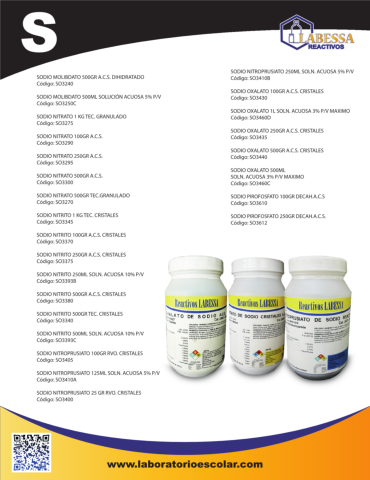 S
LABESSA
REACTIVOS
SODIO MOLIBDATO 500GR A.C.S. DIHIDRATADO
Código: SO3240
SODIO MOLIBDATO 500ML SOLUCIÓN ACUOSA 5% P/V
Código: SO3250C
SODIO NITRATO 1 KG TEC. GRANULADO
Código: SO3275
SODIO NITRATO 100GR A.C.S.
Código: SO3290
SODIO NITRATO 250GR A.C.S.
Código: SO3295
SODIO NITRATO 500GR A.C.S.
Código: SO3300
SODIO NITRATO 500GR TEC.GRANULADO
Código: SO3270
SODIO NITRITO 1 KG TEC. CRISTALES
Código: SO3345
SODIO NITRITO 100GR A.C.S. CRISTALES
Código: SO3370
SODIO NITRITO 250GR A.C.S. CRISTALES
Código: SO3375
SODIO NITRITO 250ML SOLN. ACUOSA 10% P/V
Código: SO3393B
SODIO NITRITO 500GR A.C.S. CRISTALES
Código: SO3380
SODIO NITRITO 500GR TEC. CRISTALES
Código: SO3340
SODIO NITRITO 500ML SOLN. ACUOSA 10% P/V
Código: SO3393C
SODIO NITROPRUSIATO 100GR RVO. CRISTALES
Código: SO3405
SODIO NITROPRUSIATO 125ML SOLN. ACUOSA 5% P/V
Código: SO3410A
SODIO NITROPRUSIATO 25 GR RVO. CRISTALES
Código: SO3400
SODIO NITROPRUSIATO 250ML SOLN. ACUOSA 5% P/V
Código: SO3410B
SODIO OXALATO 100GR A.C.S. CRISTALES
Código: SO3430
SODIO OXALATO 1L SOLN. ACUOSA 3% P/V MAXIMO
Código: SO3460D
SODIO OXALATO 250GR A.C.S. CRISTALES
Código: SO3435
SODIO OXALATO 500GR A.C.S. CRISTALES
Código: SO3440
SODIO OXALATO 500ML
SOLN. ACUOSA 3% P/V MAXIMO
Código: SO3460C
SODIO PIROFOSFATO 100GR DECAH.A.C.S.
Código: SO3610
SODIO PIROFOSFATO 250GR DECAH.A.C.S
Código: SO3612
Reactivos LABESSA
Reactivos LABESSA
Reactivos LABESSA
www.laboratorioescolar.com